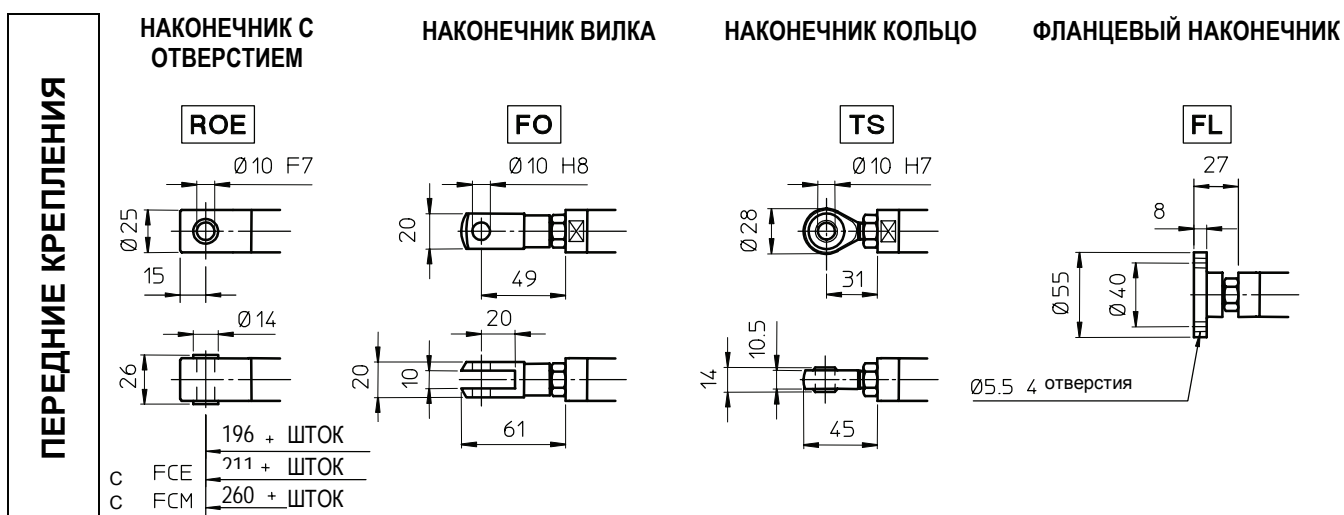 ПЕРЕДНИЕ КРЕПЛЕНИЯ
НАКОНЕЧНИК С
ОТВЕРСТИЕМ
ROE
Ø10 F7
Ø25
15
Ø14
26
196 + ШТОК
С FCE 211 + ШТОК
С FCM 260 + ШТОК
НАКОНЕЧНИК ВИЛКА
FO
Ø10 H8
20
49
20
20
10
61
НАКОНЕЧНИК КОЛЬЦО
TS
Ø10 H7
Ø28
31
10.5
14
45
ФЛАНЦЕВЫЙ НАКОНЕЧНИК
FL
27
8
Ø55
Ø40
Ø5.5 4 отверстия